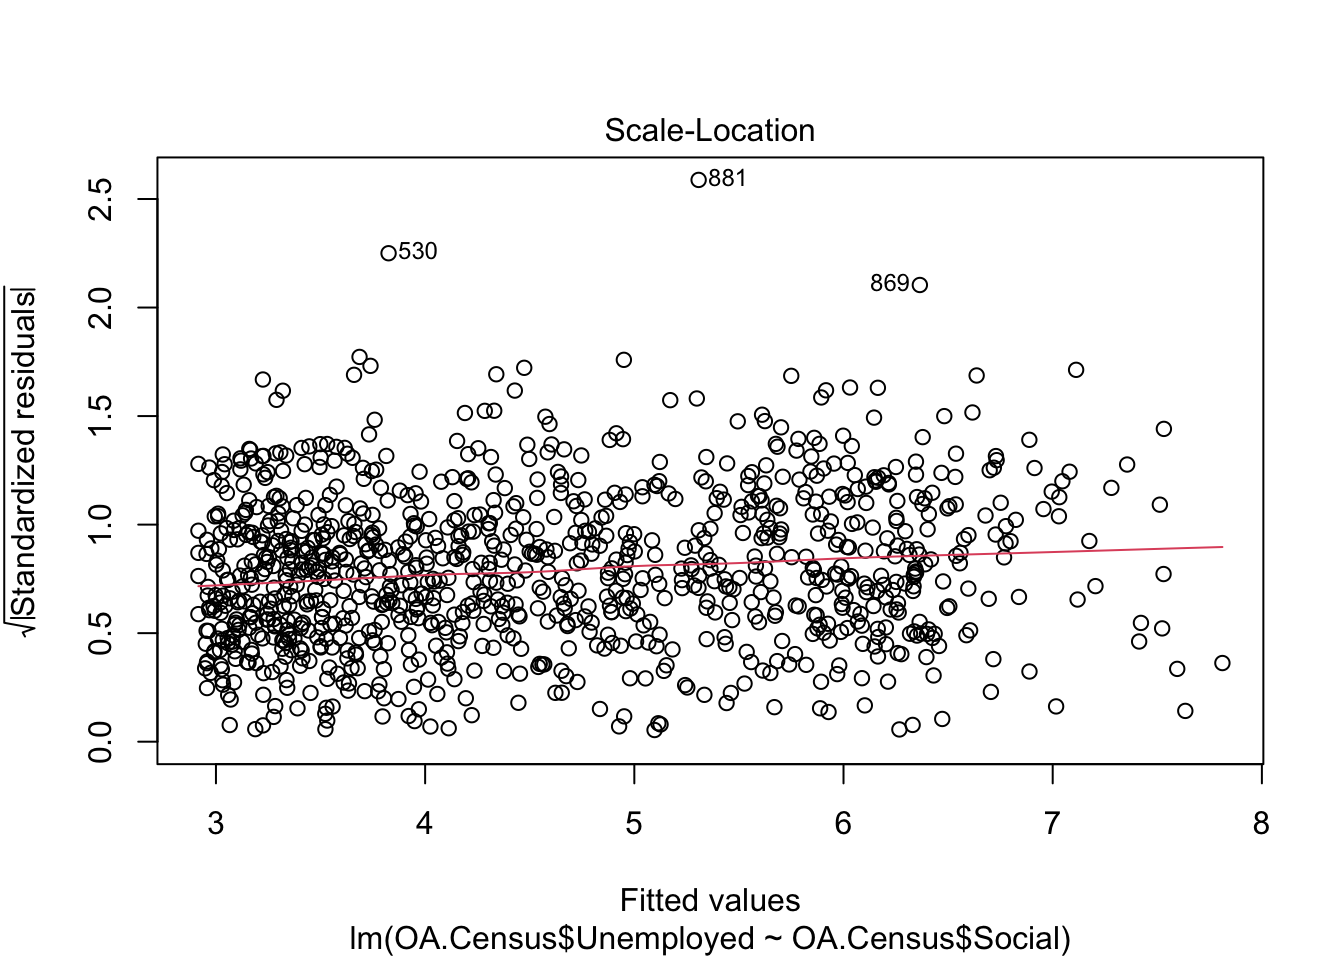 Scale-Location
√|Standardized residuals|
2.5
2.0
1.5
1.0
0.5
0.0
881
530
869
3 4 5 6 7 8
Fitted values
lm(OA.Census$Unemployed ~ OA.Census$Social)